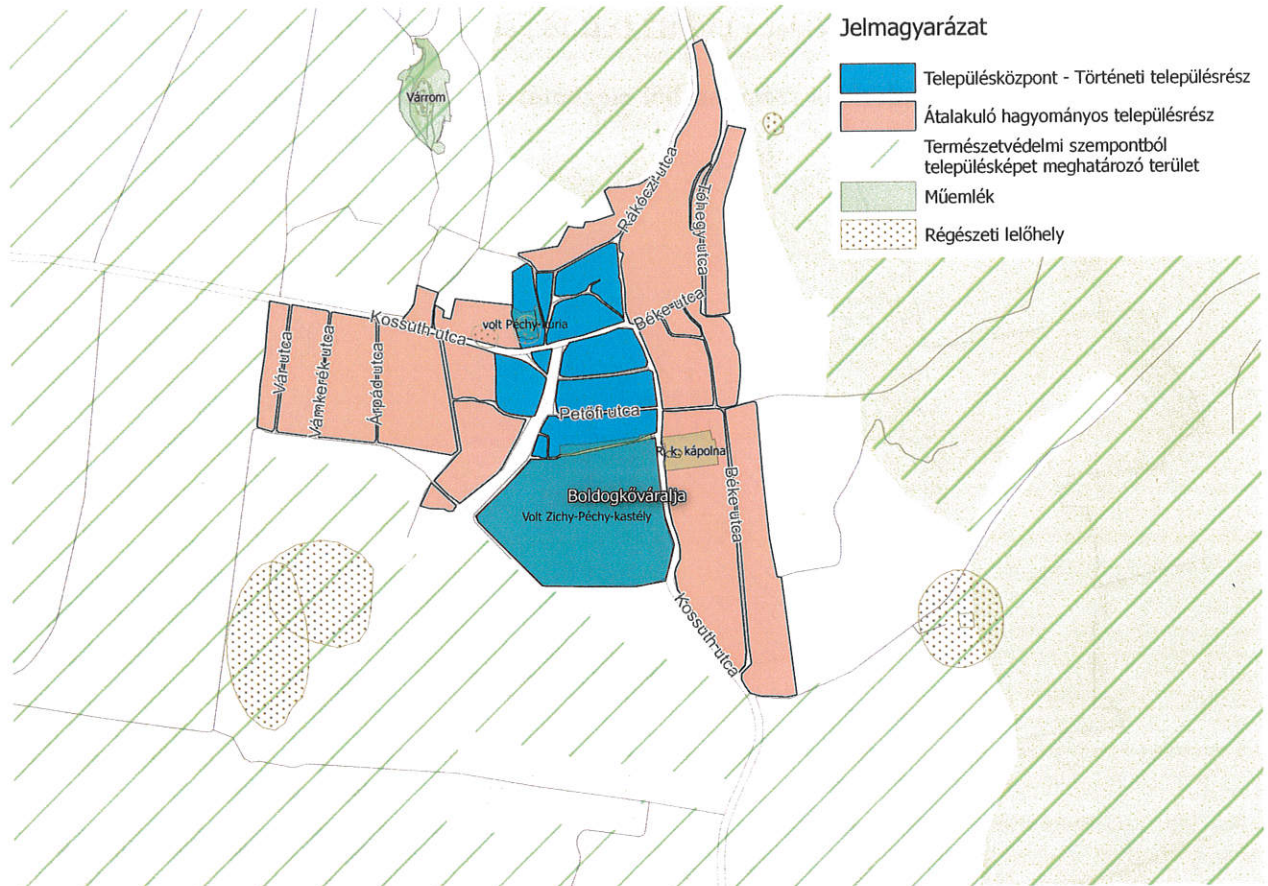 Jelmagyarázat
Településközpont - Történeti településrész
Átalakuló hagyományos településrész
Természetvédelmi szempontból
településképet meghatározó terület
Műemlék
Régészeti lelőhely
Várrom
Rákóczi-utca
Tóhegy-utca
Kossuth-utca
volt Péchy-kúria
Béke-utca
Vár-utca
Vámkerék-utca
Árpád-utca
Petőfi-utca
R. k. kápolna
Boldogkőváralja
Volt Zichy-Péchy-kastély
Béke-utca
Kossuth-utca